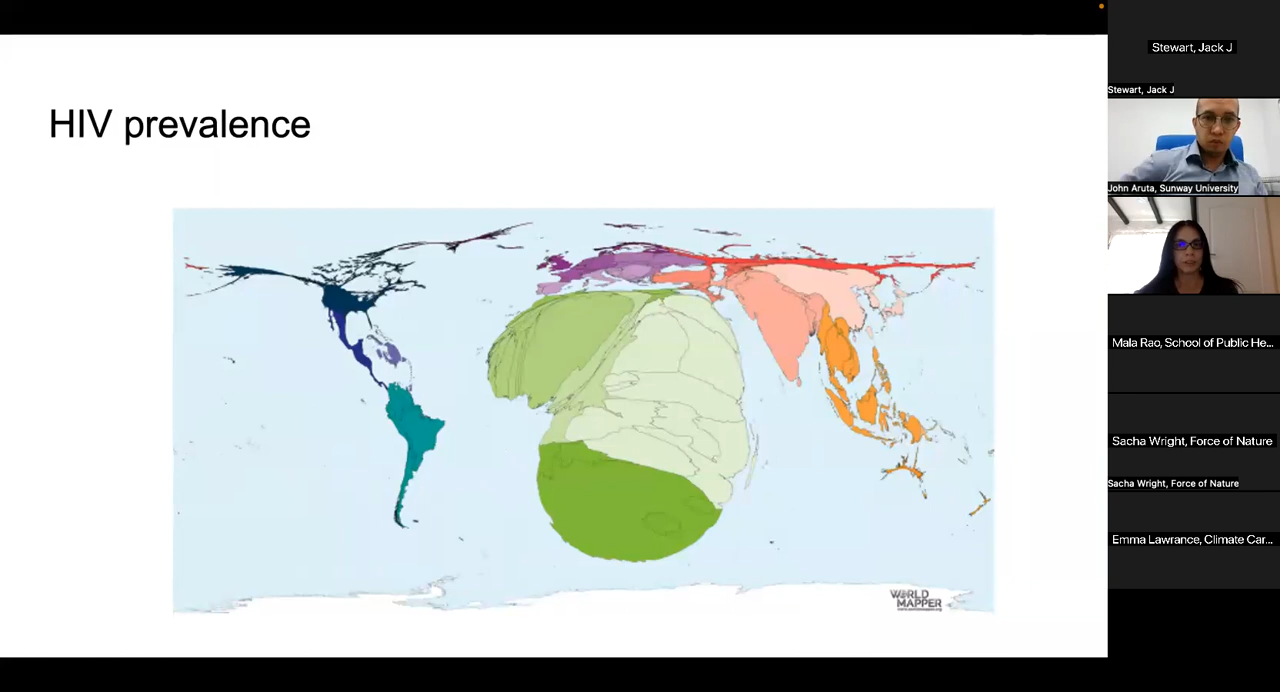 HIV prevalence
WORLD
MAPPER
Stewart, Jack J
Stewart, Jack J
John Aruta, Sunway University
Mala Rao, School of Public He...
Sacha Wright, Force of Nature
Sacha Wright, Force of Nature
Emma Lawrance, Climate Car...